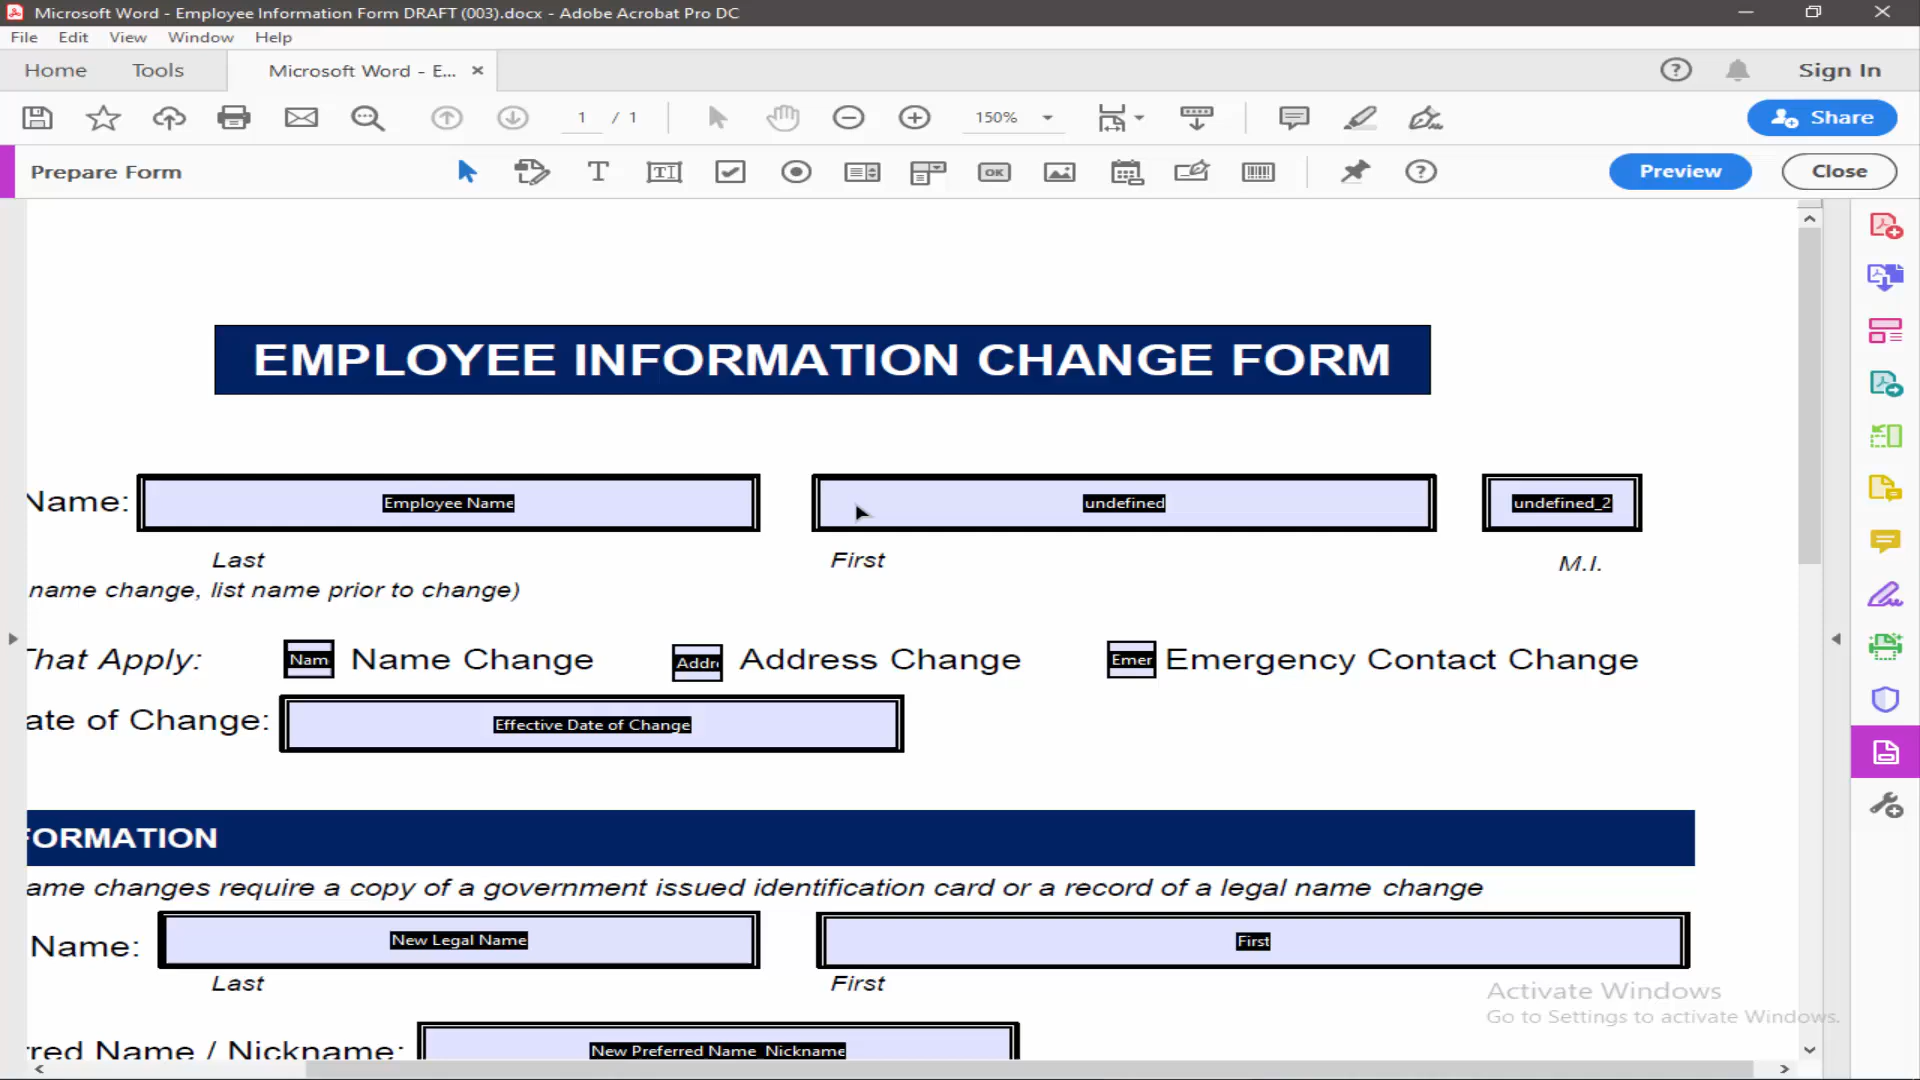 Microsoft Word - Employee Information Form DRAFT (003).docx - Adobe Acrobat Pro DC
File Edit View Window Help
Home Tools Microsoft Word - E... × Sign In
1 / 1 150% Share
Prepare Form OK Preview Close
EMPLOYEE INFORMATION CHANGE FORM
Name: Employee Name undefined undefined_2
Last First M.I.
name change, list name prior to change)
That Apply: Nam Name Change Addr Address Change Emer Emergency Contact Change
ate of Change: Effective Date of Change
FORMATION
ame changes require a copy of a government issued identification card or a record of a legal name change
Name: New Legal Name First
Last First
rred Name / Nickname: New Preferred Name Nickname
Activate Windows
Go to Settings to activate Windows.